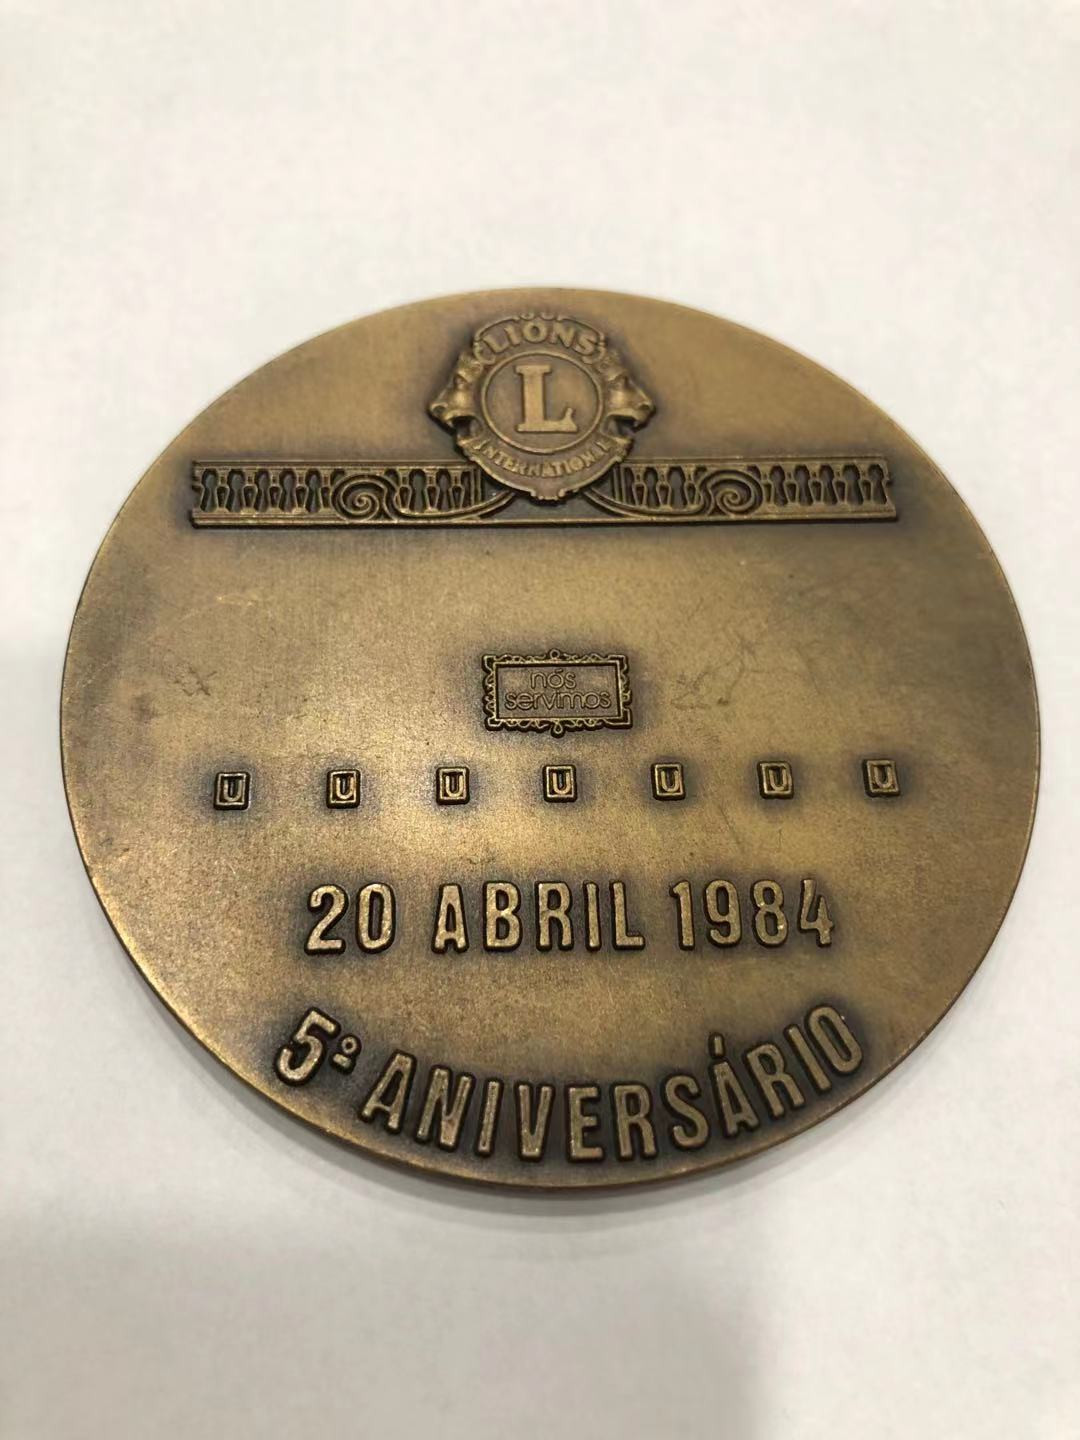 LIONS
L
INTERNATIONAL
nós
servimos
U U U U U U U
20 ABRIL 1984
5º ANIVERSÁRIO